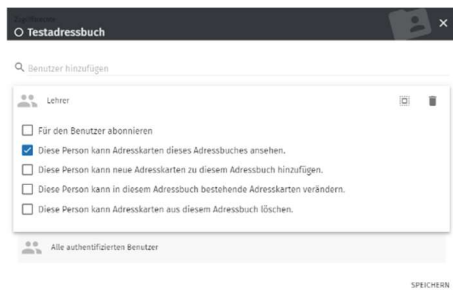 Testadressbuch
Benutzer hinzufügen
Lehrer
Für den Benutzer abonnieren
Diese Person kann Adresskarten dieses Adressbuches ansehen.
Diese Person kann neue Adresskarten zu diesem Adressbuch hinzufügen.
Diese Person kann in diesem Adressbuch bestehende Adresskarten verändern.
Diese Person kann Adresskarten aus diesem Adressbuch löschen.
Alle authentifizierten Benutzer
SPEICHERN